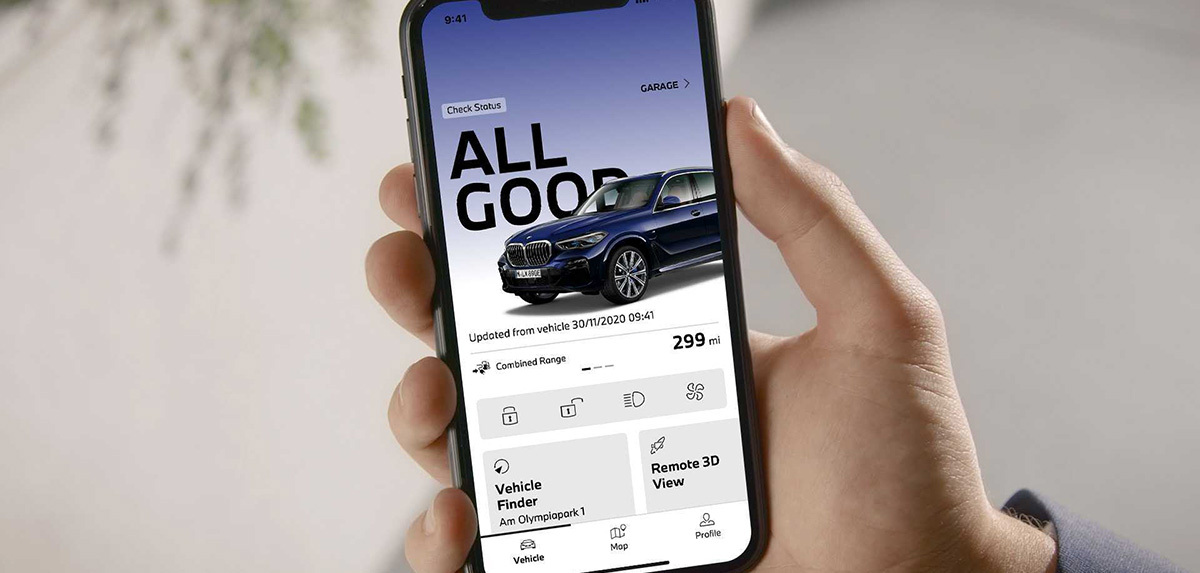 9:41
GARAGE
Check Status
ALL
GOOD
Updated from vehicle 30/11/2020 09:41
Combined Range
299 mi
Vehicle
Finder
Am Olympiapark 1
Remote 3D
View
Vehicle
Map
Profile